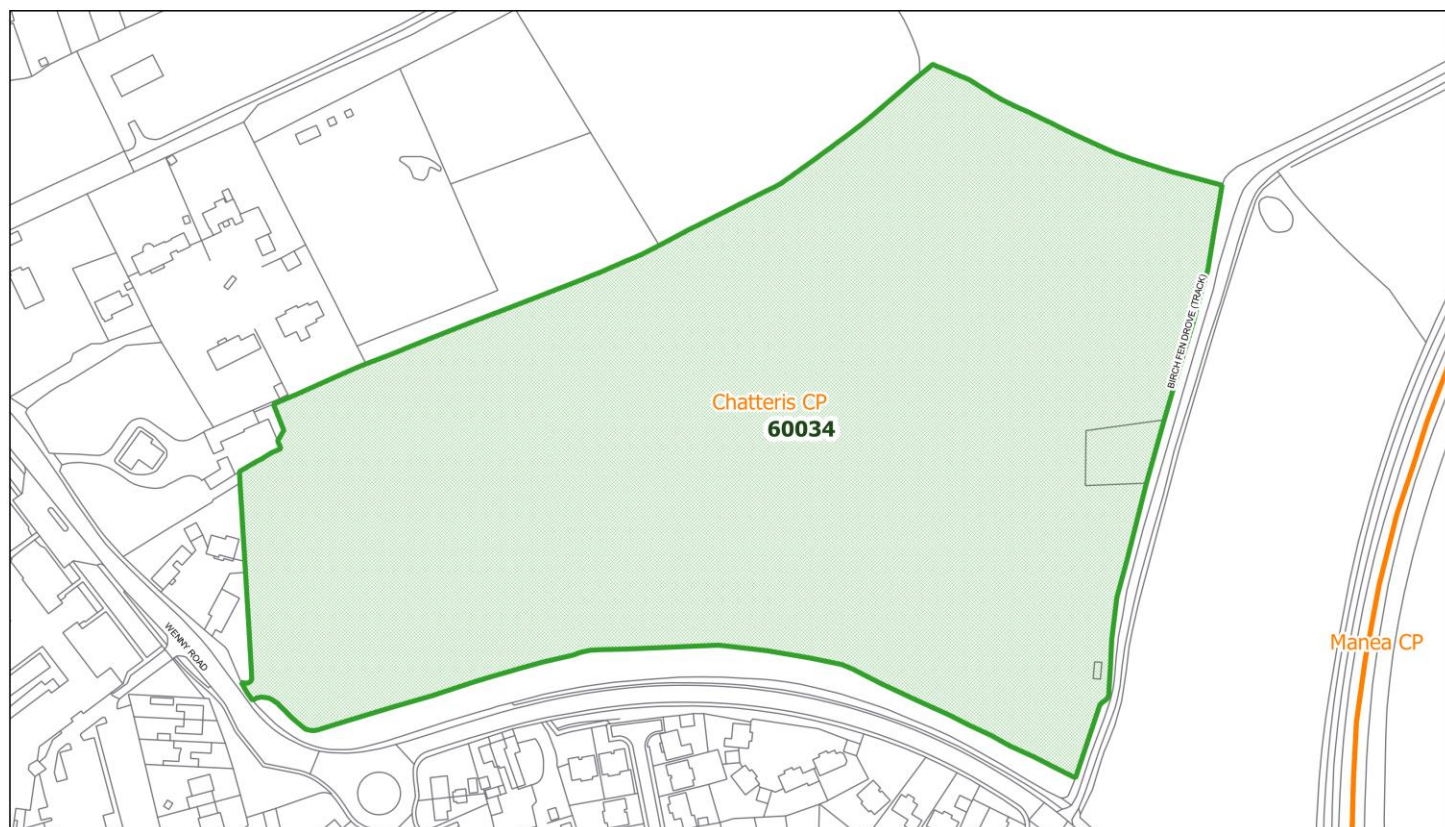 Chatteris CP
60034
BIRCH FEN DROVE (TRACK)
WENNY ROAD
Manea CP